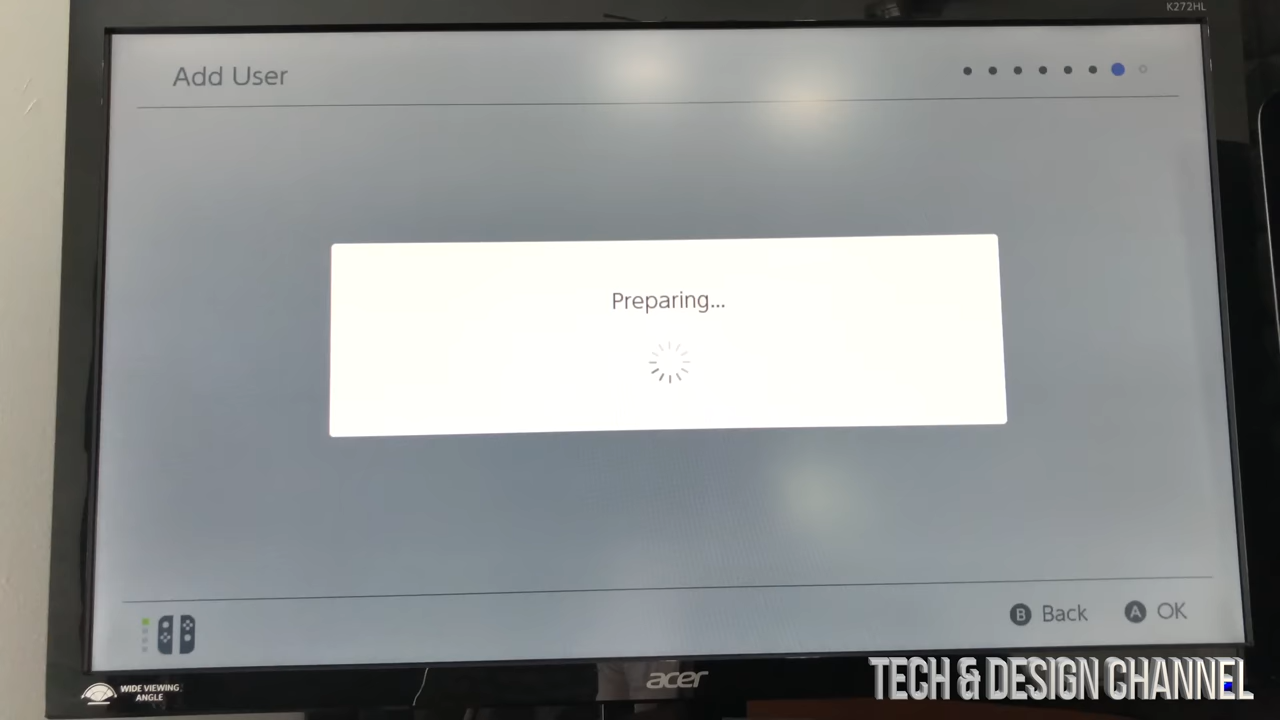 K272HL
Add User
Preparing...
B Back
A OK
WIDE VIEWING
ANGLE
acer
TECH & DESIGN CHANNEL